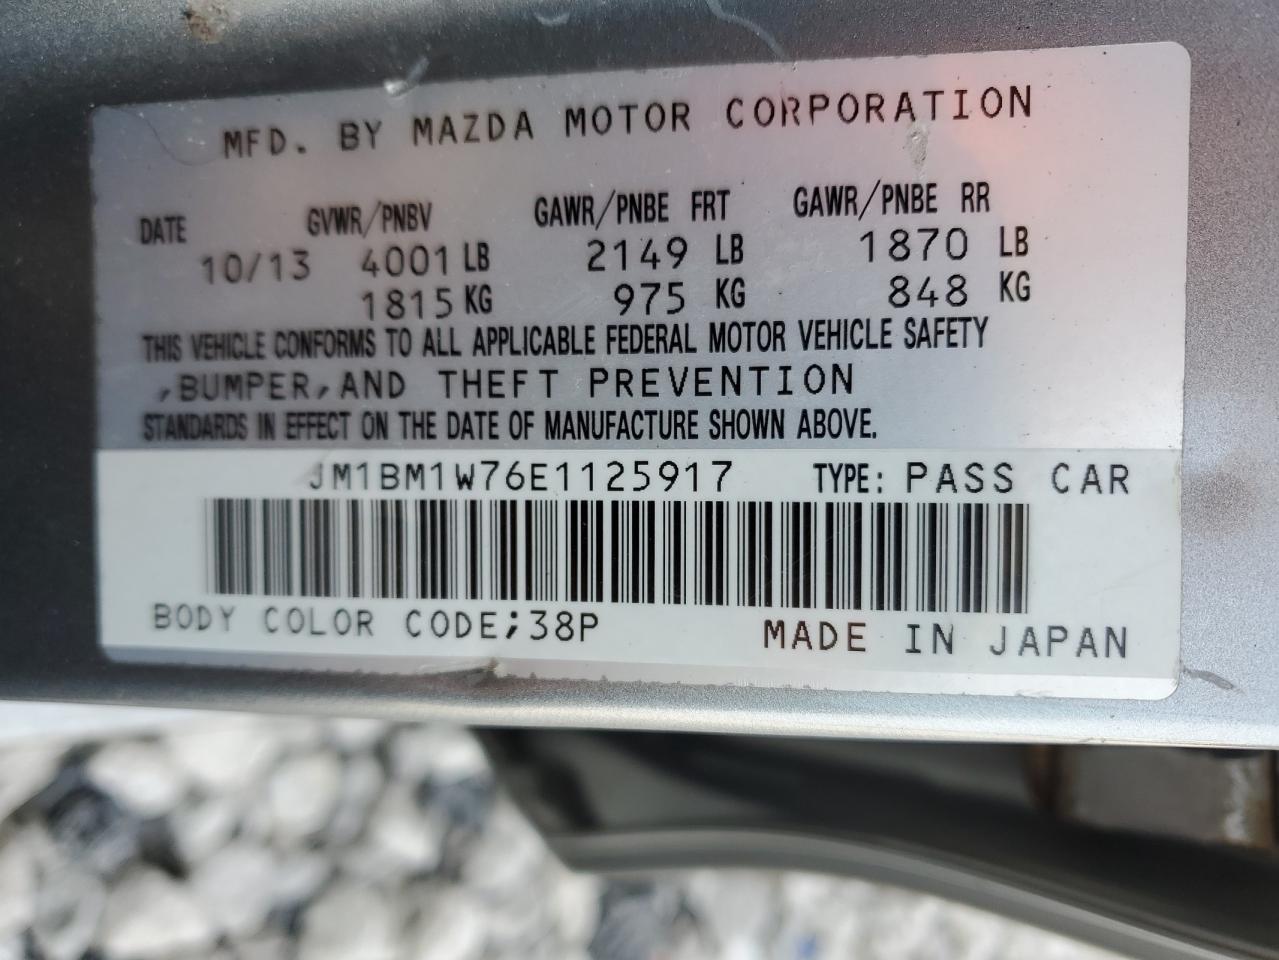 MFD. BY MAZDA MOTOR CORPORATION
DATE GVWR/PNBV GAWR/PNBE FRT GAWR/PNBE RR
10/13 4001 LB 2149 LB 1870 LB
1815 KG 975 KG 848 KG
THIS VEHICLE CONFORMS TO ALL APPLICABLE FEDERAL MOTOR VEHICLE SAFETY
,BUMPER,AND THEFT PREVENTION
STANDARDS IN EFFECT ON THE DATE OF MANUFACTURE SHOWN ABOVE.
JM1BM1W76E1125917 TYPE: PASS CAR
BODY COLOR CODE;38P MADE IN JAPAN